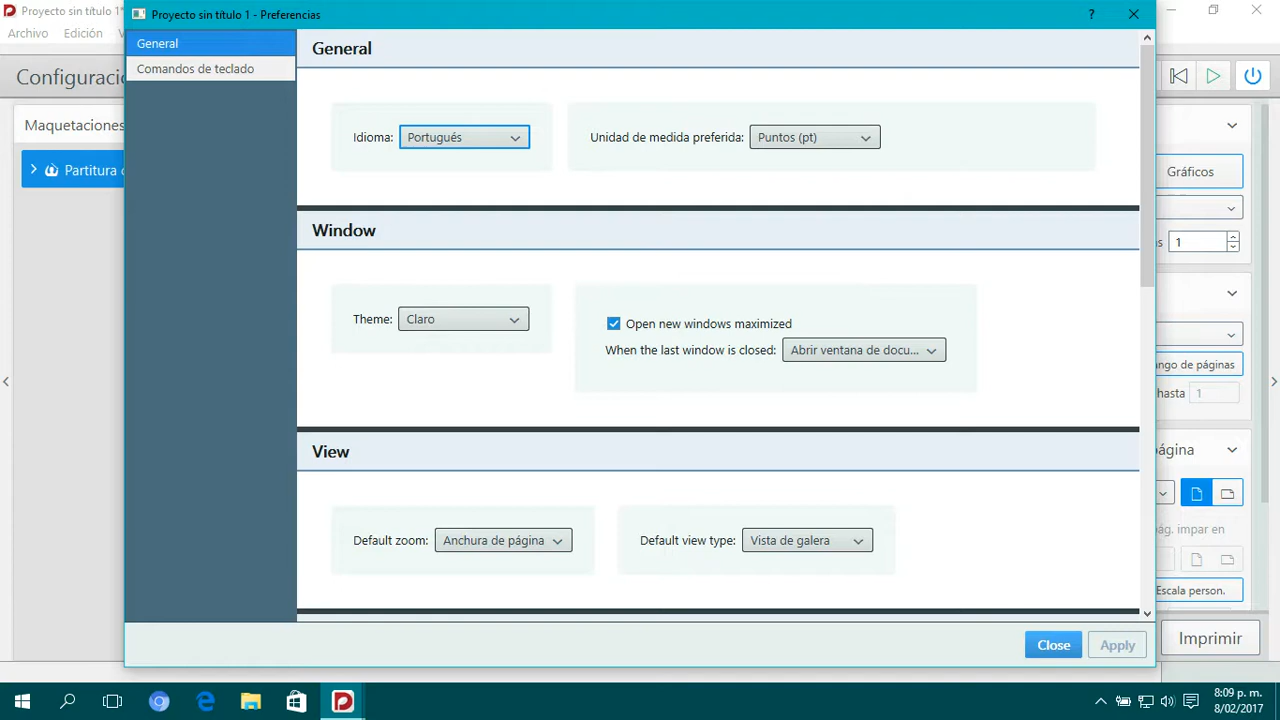 Proyecto sin título 1*
Proyecto sin título 1 - Preferencias
?
Archivo Edición
General
Comandos de teclado
General
Configuraci
Maquetaciones
Idioma: Portugués
Unidad de medida preferida: Puntos (pt)
Partitura
Gráficos
1
Window
Theme: Claro
Open new windows maximized
When the last window is closed: Abrir ventana de docu...
ngo de páginas
hasta 1
View
página
Default zoom: Anchura de página
Default view type: Vista de galera
ág. impar en
Escala person.
Close Apply
Imprimir
8:09 p. m.
8/02/2017